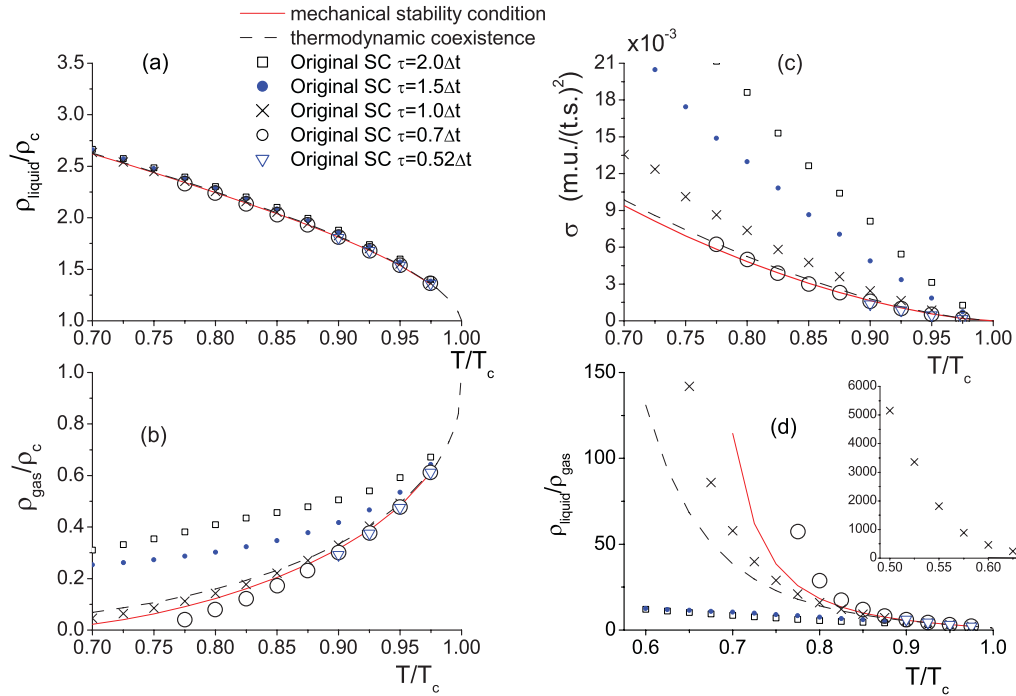 mechanical stability condition
thermodynamic coexistence
Original SC τ=2.0Δt
Original SC τ=1.5Δt
Original SC τ=1.0Δt
Original SC τ=0.7Δt
Original SC τ=0.52Δt
(a)
3.5
3.0
2.5
2.0
1.5
1.0
ρliquid/ρc
0.70 0.75 0.80 0.85 0.90 0.95 1.00
T/Tc
x10⁻³
(c)
21
18
15
12
9
6
3
0
σ (m.u./(t.s.)²)
0.70 0.75 0.80 0.85 0.90 0.95 1.00
T/Tc
(b)
1.0
0.8
0.6
0.4
0.2
0.0
ρgas/ρc
0.70 0.75 0.80 0.85 0.90 0.95 1.00
T/Tc
(d)
150
100
50
0
ρliquid/ρgas
0.6 0.7 0.8 0.9 1.0
T/Tc
6000
5000
4000
3000
2000
1000
0
0.50 0.55 0.60